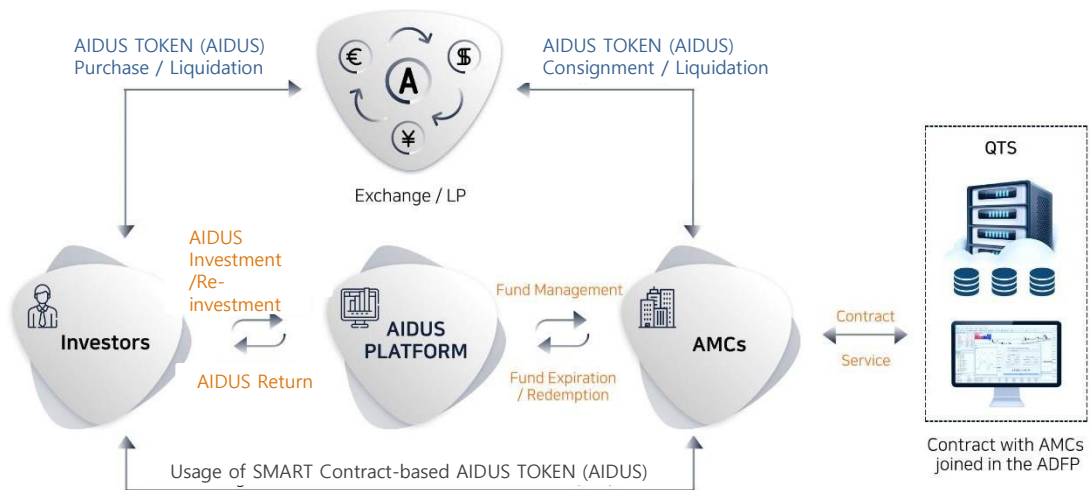 AIDUS TOKEN (AIDUS)
Purchase / Liquidation
AIDUS TOKEN (AIDUS)
Consignment / Liquidation
€
$
A
¥
Exchange / LP
QTS
AIDUS
Investment
/Re-
investment
Investors
AIDUS Return
AIDUS
PLATFORM
Fund Management
Fund Expiration
/ Redemption
AMCs
Contract
Service
Contract with AMCs
joined in the ADFP
Usage of SMART Contract-based AIDUS TOKEN (AIDUS)